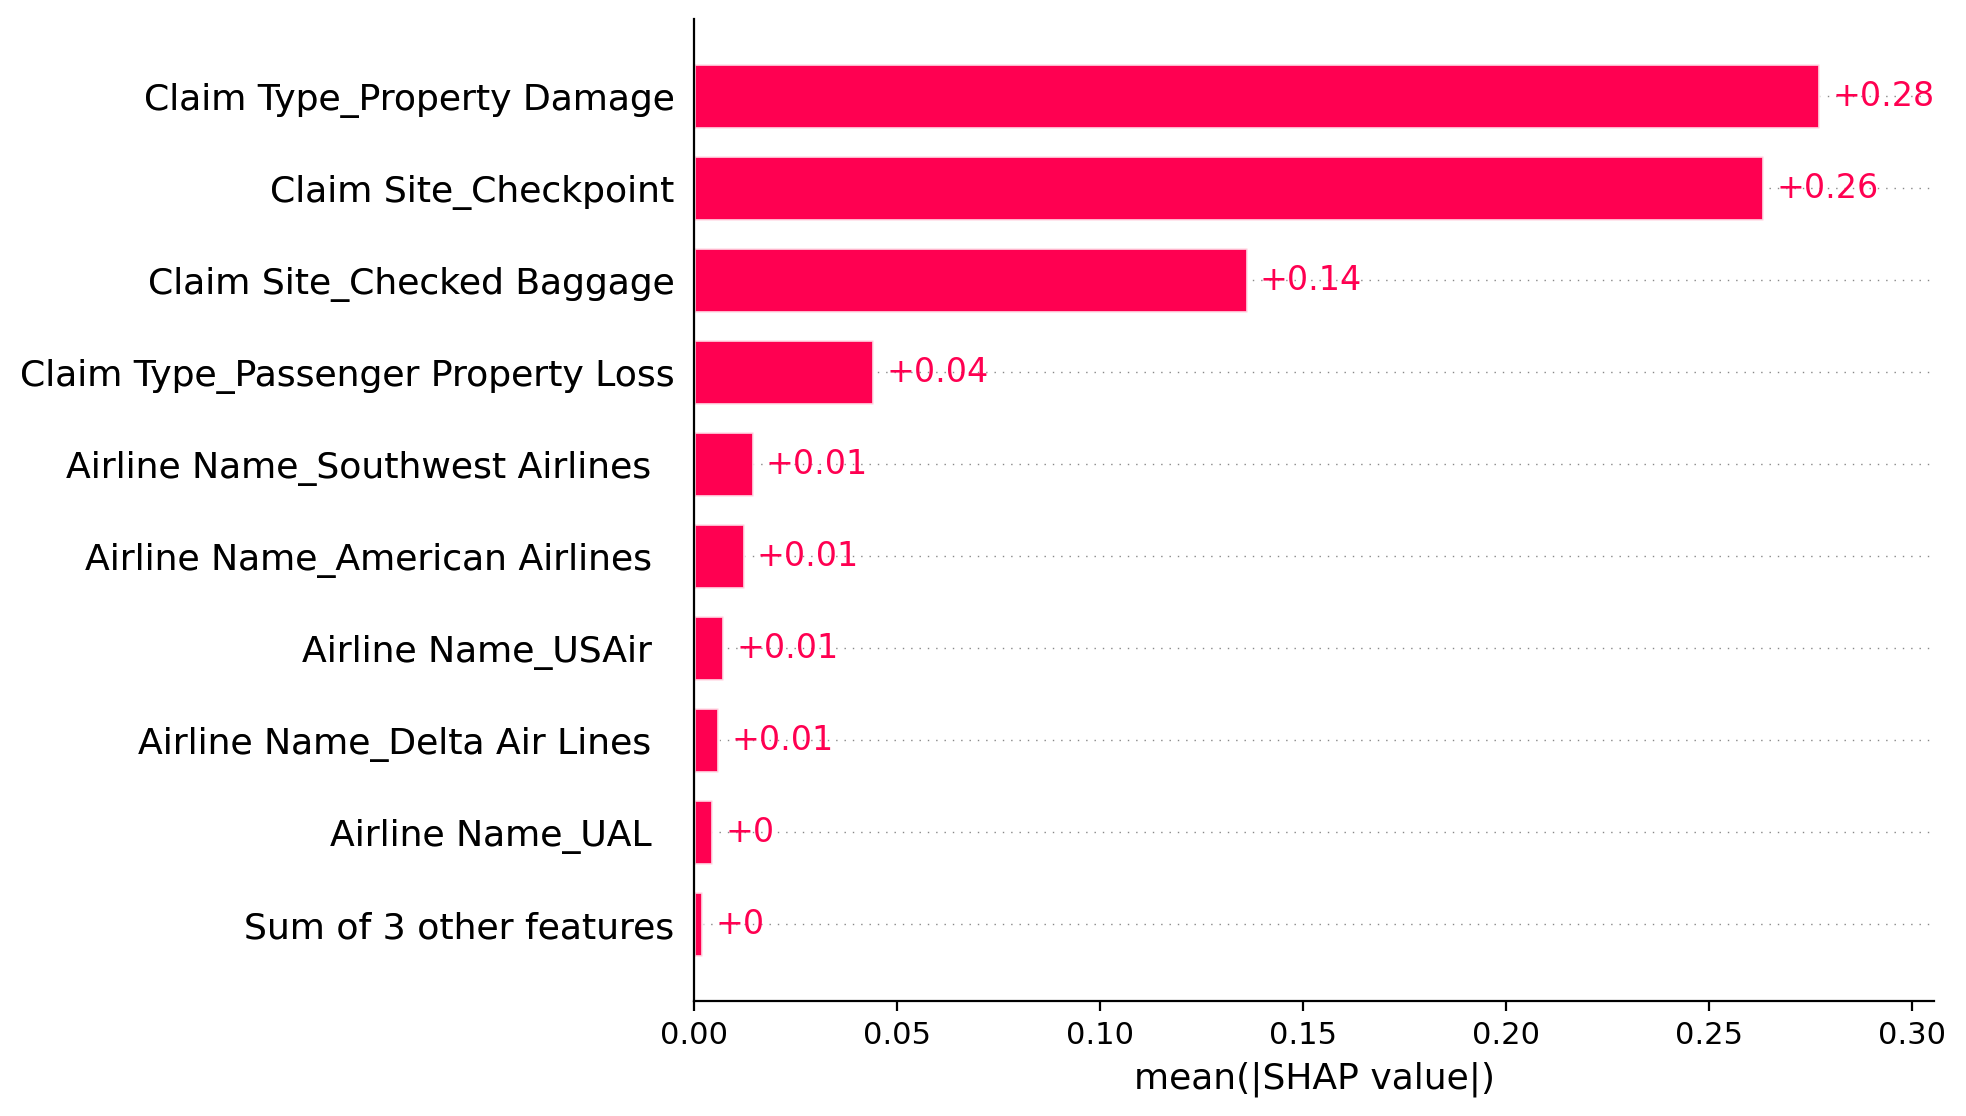 Claim Type_Property Damage +0.28
Claim Site_Checkpoint +0.26
Claim Site_Checked Baggage +0.14
Claim Type_Passenger Property Loss +0.04
Airline Name_Southwest Airlines +0.01
Airline Name_American Airlines +0.01
Airline Name_USAir +0.01
Airline Name_Delta Air Lines +0.01
Airline Name_UAL +0
Sum of 3 other features +0
0.00 0.05 0.10 0.15 0.20 0.25 0.30
mean(|SHAP value|)